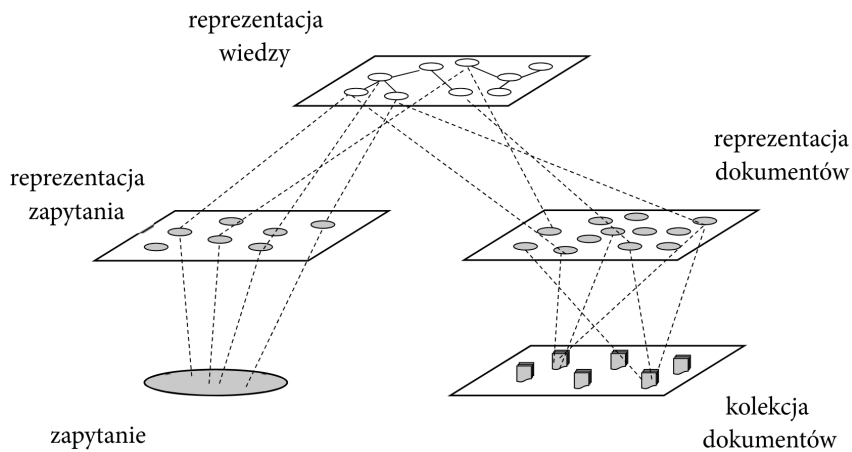 reprezentacja
wiedzy
reprezentacja
dokumentów
reprezentacja
zapytania
zapytanie
kolekcja
dokumentów